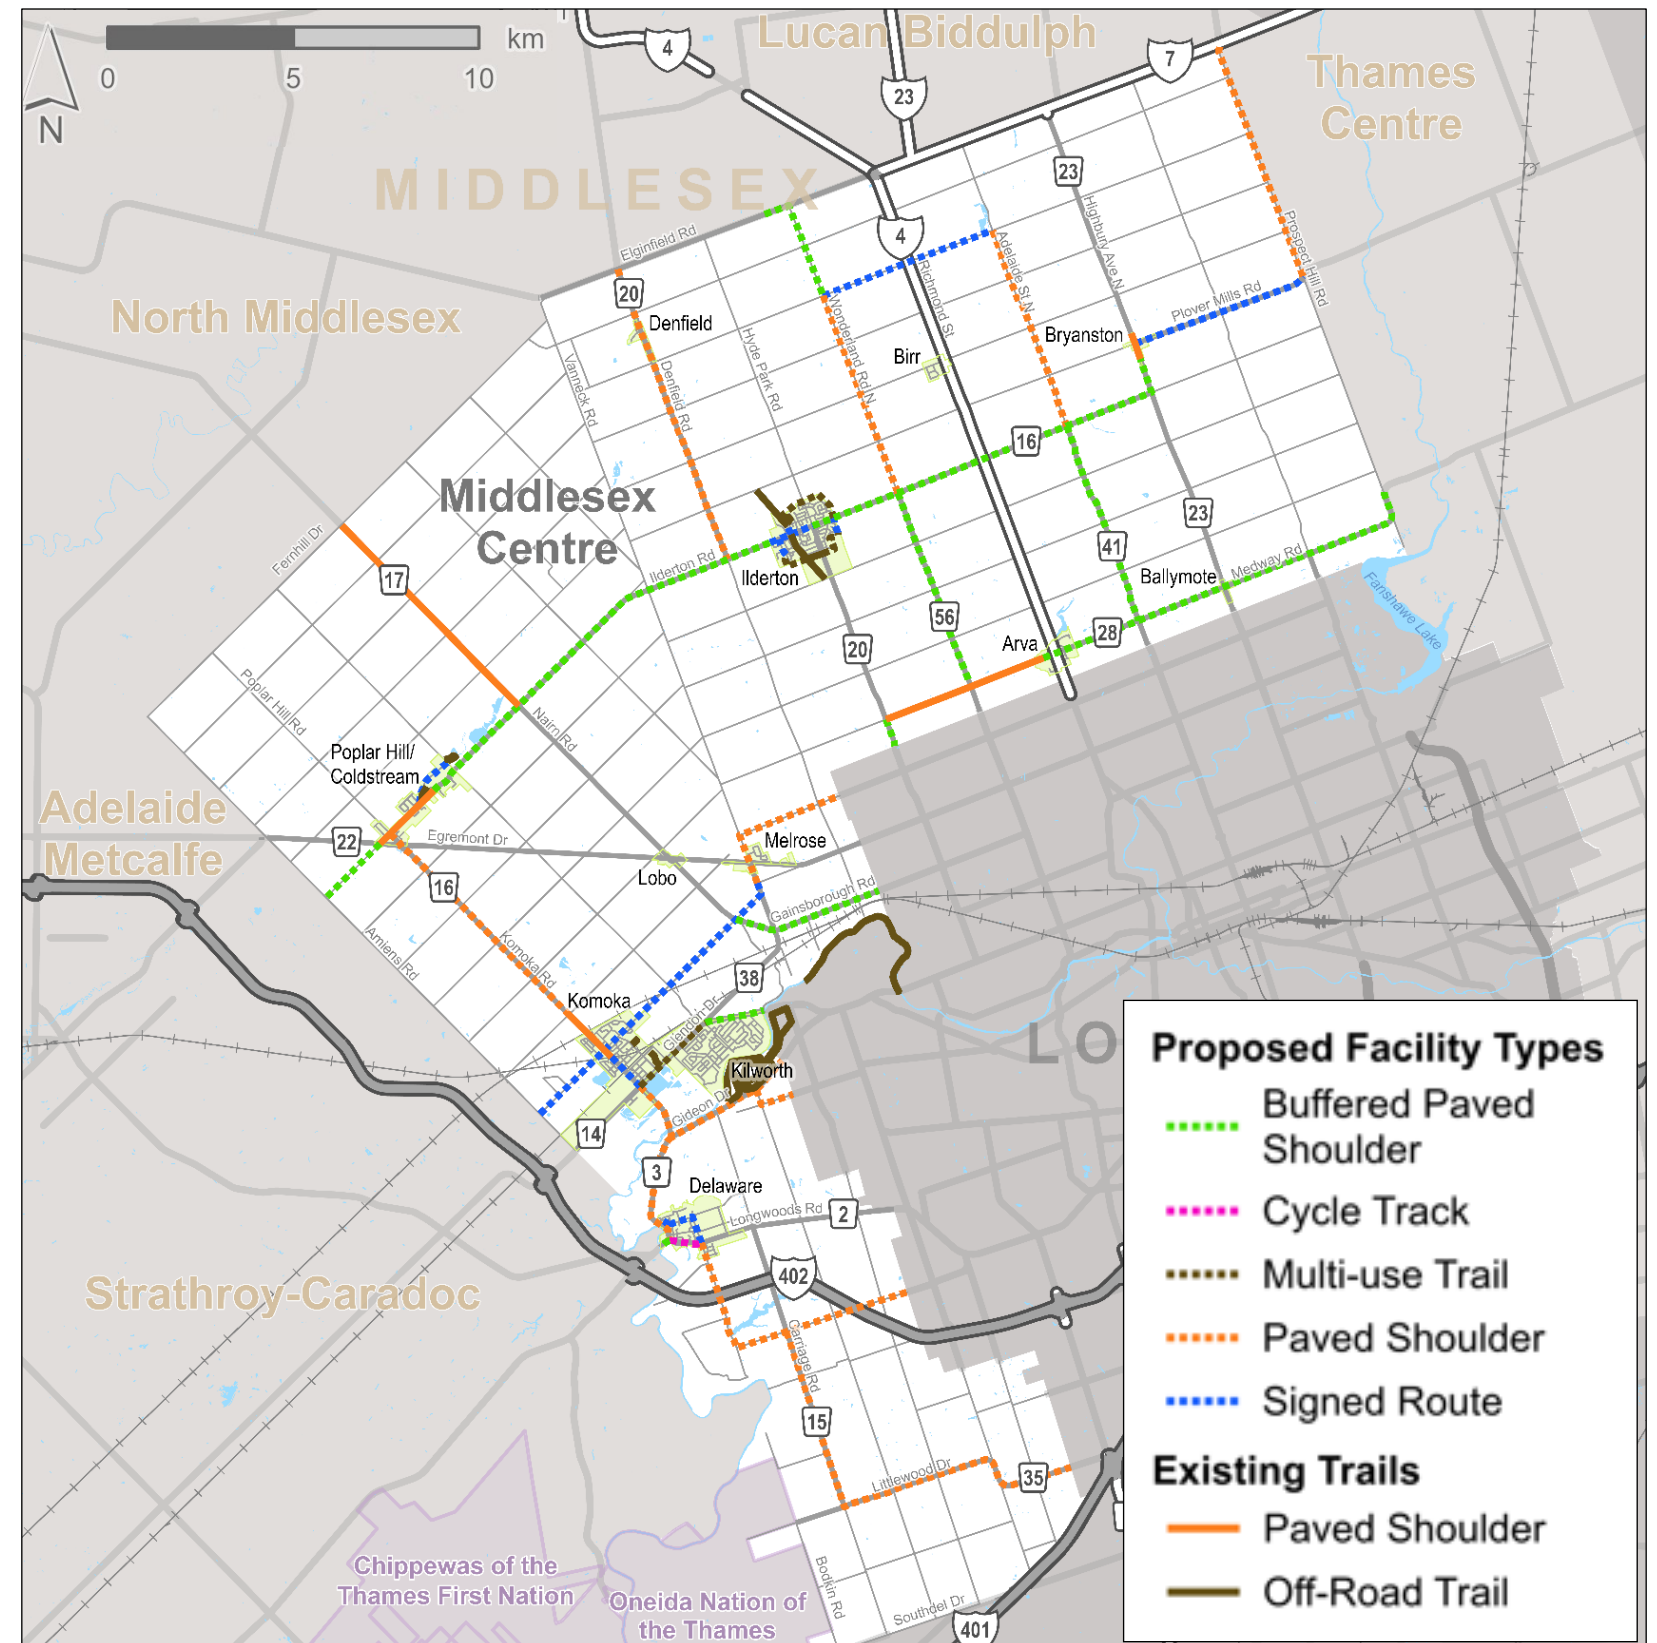 Lucan Biddulph
4
km
7
0
5
10
Thames
Centre
23
N
MIDDLESEX
23
Highbury Ave N
4
Elginfield Rd
Prospect Hill Rd
Adelaide St N
Richmond St
20
North Middlesex
Denfield
Plover Mills Rd
Bryanston
Wonderland Rd N
Hyde Park Rd
Birr
Vanneck Rd
Denfield Rd
16
Middlesex
Centre
23
Fernhill Dr
17
Ilderton Rd
Ilderton
41
Medway Rd
Ballymote
Fanshawe Lake
56
28
Arva
20
Poplar Hill Rd
Nairn Rd
Poplar Hill/
Coldstream
Adelaide
Metcalfe
22
Egremont Dr
Melrose
Lobo
16
Gainsborough Rd
Amiens Rd
Komoka Rd
38
Komoka
Glendon Dr
LO
Kilworth
Gideon Dr
14
3
Delaware
Longwoods Rd
2
402
Strathroy-Caradoc
Carriage Rd
15
Littlewood Dr
35
Chippewas of the
Thames First Nation
Oneida Nation of
the Thames
Bodkin Rd
Southdel Dr
401
Proposed Facility Types
Buffered Paved
Shoulder
Cycle Track
Multi-use Trail
Paved Shoulder
Signed Route
Existing Trails
Paved Shoulder
Off-Road Trail